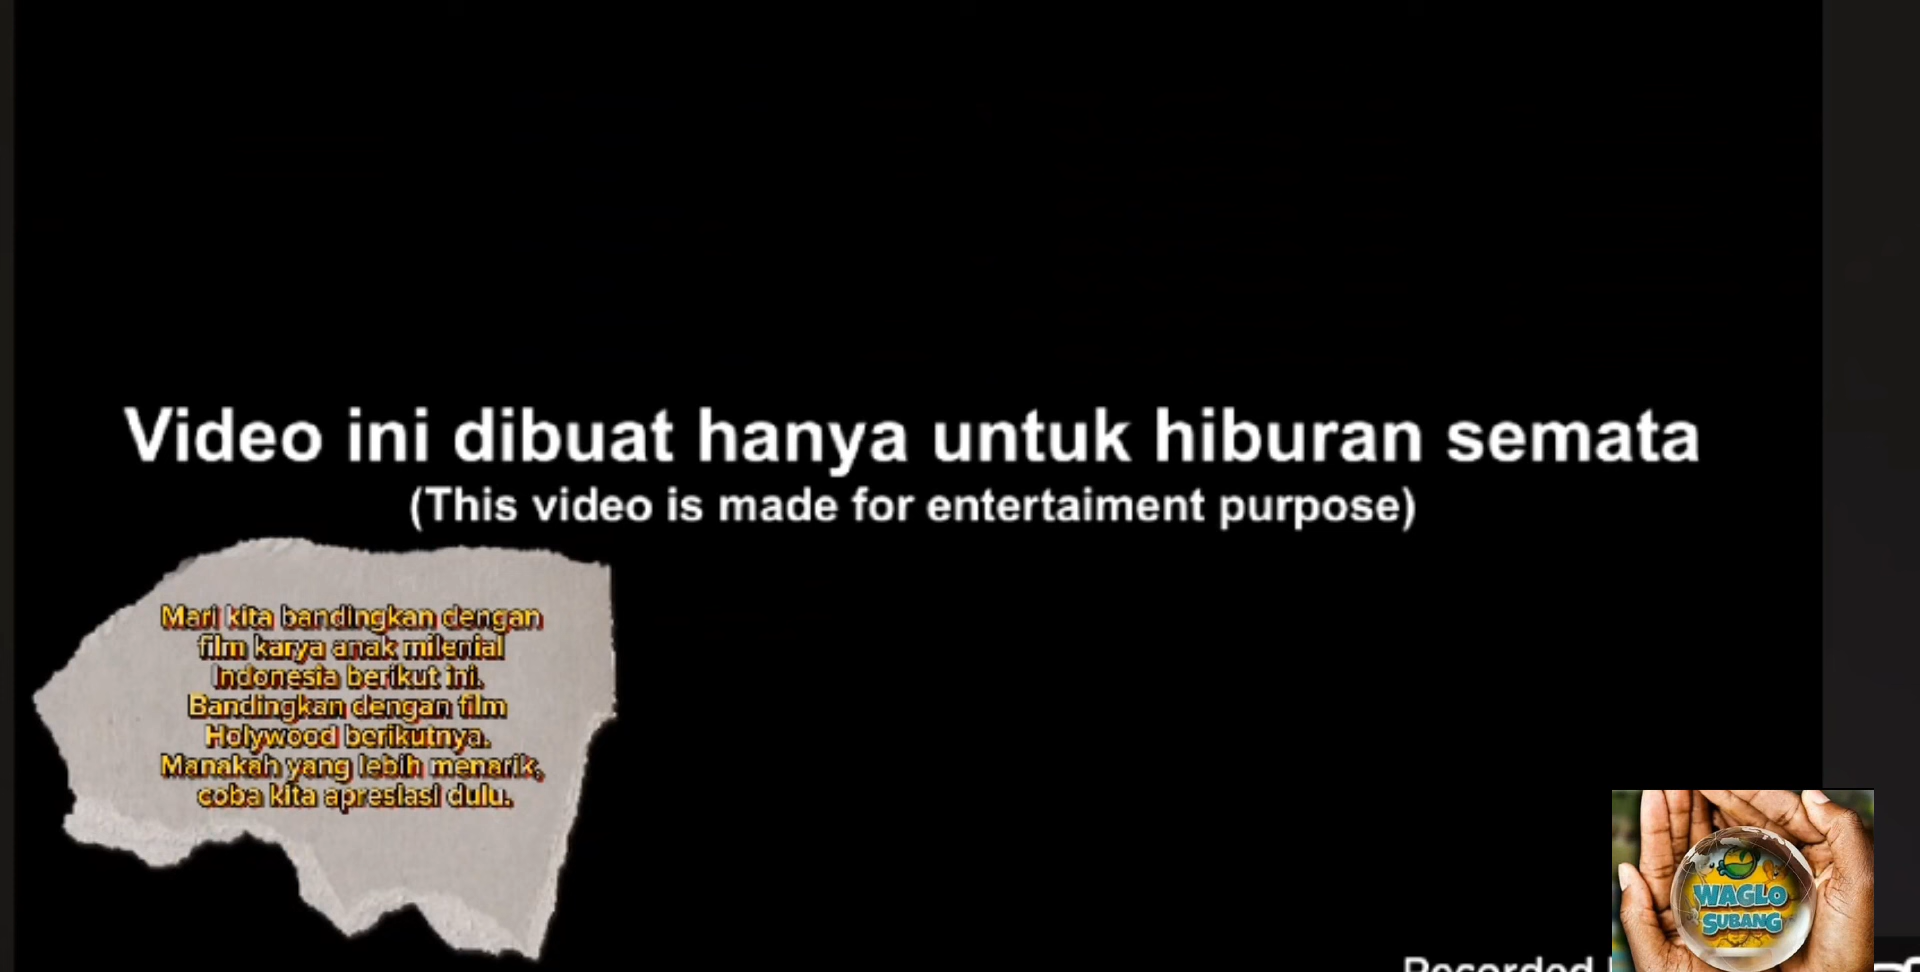 Video ini dibuat hanya untuk hiburan semata
(This video is made for entertaiment purpose)
Mari kita bandingkan dengan
film karya anak milenial
Indonesia berikut ini.
Bandingkan dengan film
Holywood berikutnya.
Manakah yang lebih menarik,
coba kita apresiasi dulu.
WAGLO
SUBANG
Recorded